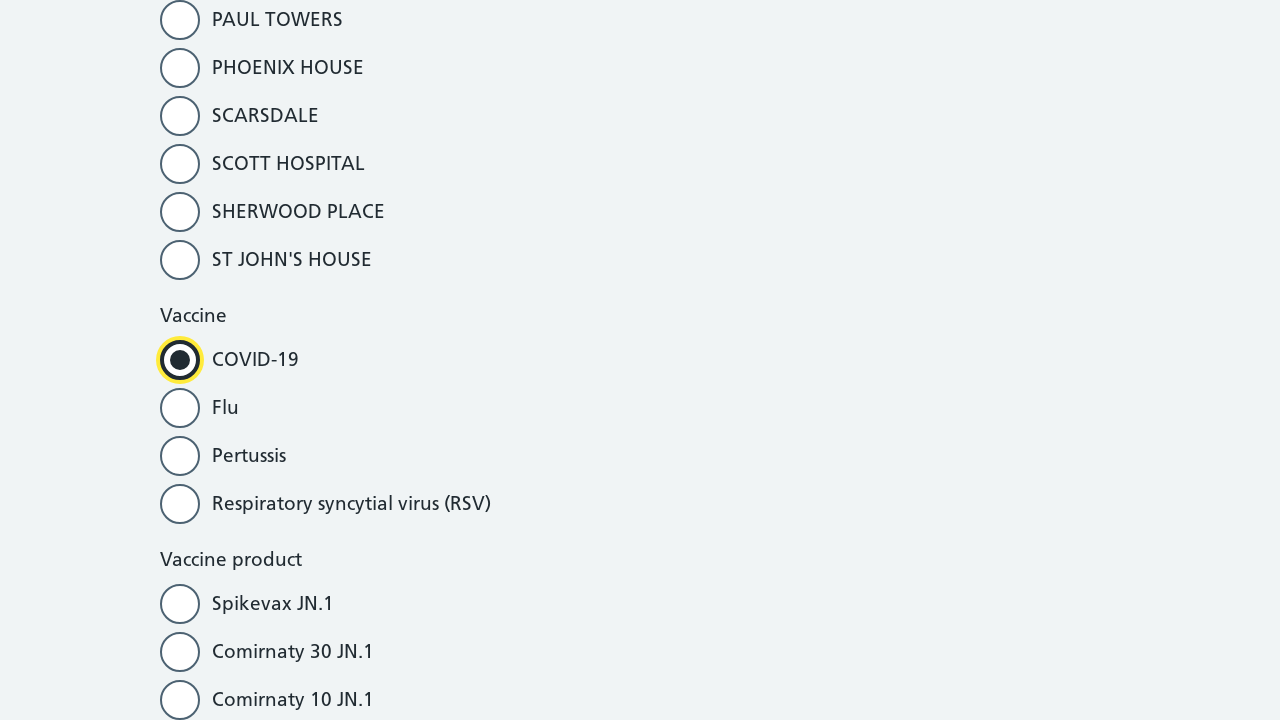 PAUL TOWERS
PHOENIX HOUSE
SCARSDALE
SCOTT HOSPITAL
SHERWOOD PLACE
ST JOHN'S HOUSE
Vaccine
COVID-19
Flu
Pertussis
Respiratory syncytial virus (RSV)
Vaccine product
Spikevax JN.1
Comirnaty 30 JN.1
Comirnaty 10 JN.1